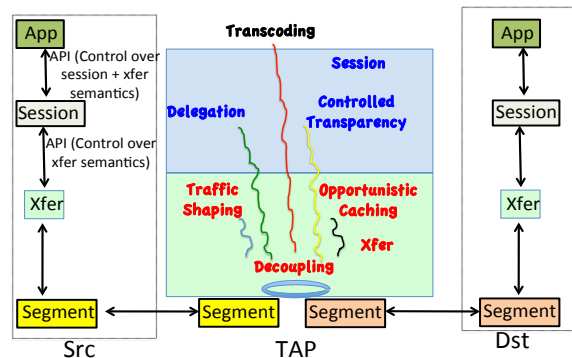 App
API (Control over
session + xfer
semantics)
Session
API (Control over
xfer semantics)
Xfer
Segment
Src
Transcoding
Session
Delegation
Controlled
Transparency
Traffic
Shaping
Opportunistic
Caching
Xfer
Decoupling
Segment
Segment
TAP
App
Session
Xfer
Segment
Dst